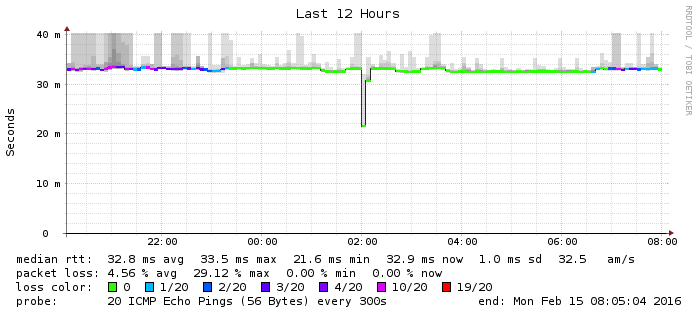 Last 12 Hours
RRDTOOL / TOBI OETIKER
Seconds
40 m
30 m
20 m
10 m
0
22:00 00:00 02:00 04:00 06:00 08:00
median rtt: 32.8 ms avg 33.5 ms max 21.6 ms min 32.9 ms now 1.0 ms sd 32.5 am/s
packet loss: 4.56 % avg 29.12 % max 0.00 % min 0.00 % now
loss color: 0 1/20 2/20 3/20 4/20 10/20 19/20
probe: 20 ICMP Echo Pings (56 Bytes) every 300s end: Mon Feb 15 08:05:04 2016